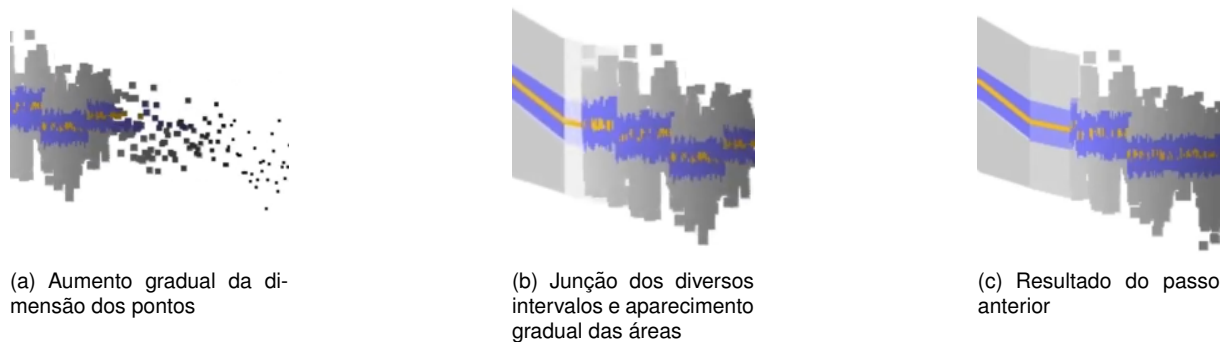 (a) Aumento gradual da di-
mensão dos pontos
(b) Junção dos diversos
intervalos e aparecimento
gradual das áreas
(c) Resultado do passo
anterior